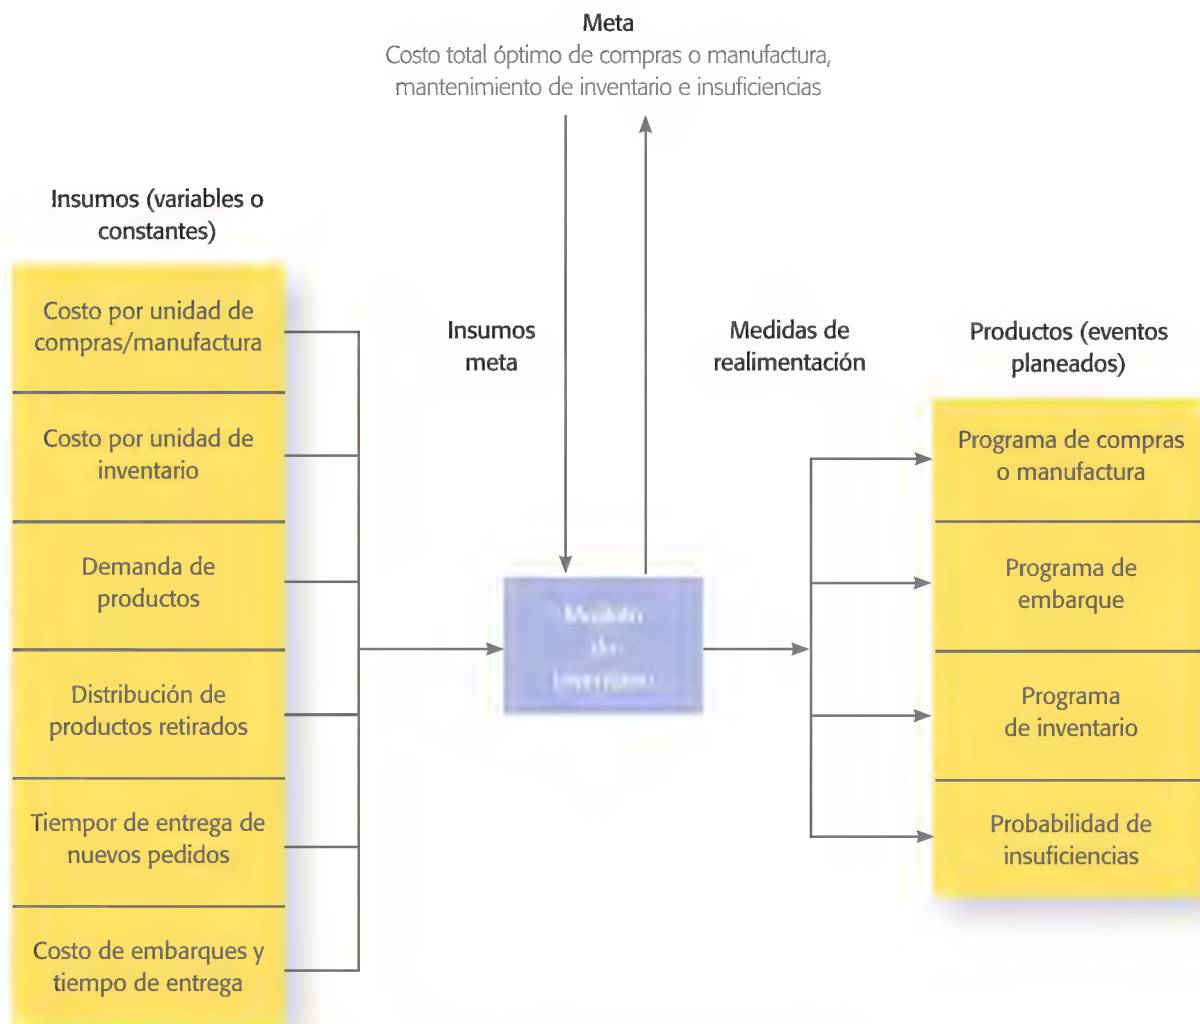 Meta
Costo total óptimo de compras o manufactura,
mantenimiento de inventario e insuficiencias
Insumos (variables o
constantes)
Costo por unidad de
compras/manufactura
Costo por unidad de
inventario
Demanda de
productos
Distribución de
productos retirados
Tiempor de entrega de
nuevos pedidos
Costo de embarques y
tiempo de entrega
Insumos
meta
Modelo
de
inventario
Medidas de
realimentación
Productos (eventos
planeados)
Programa de compras
o manufactura
Programa de
embarque
Programa
de inventario
Probabilidad de
insuficiencias